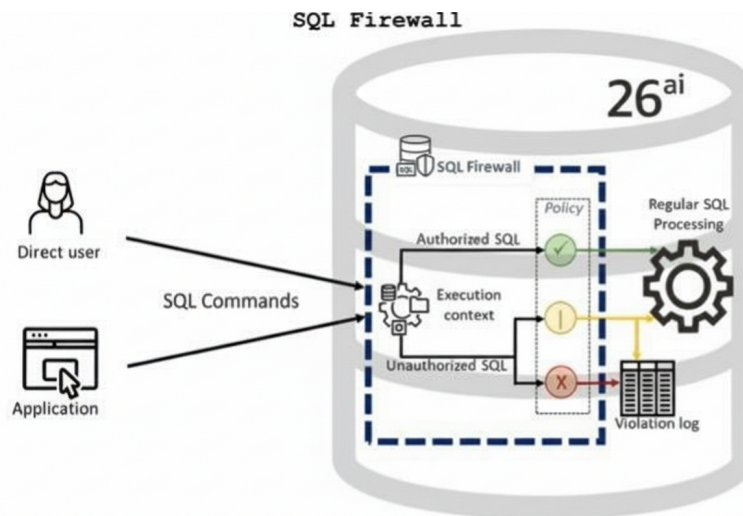 SQL Firewall
26ai
SQL
SQL Firewall
Policy
Regular SQL
Processing
Direct user
Authorized SQL
SQL Commands
Execution
context
Unauthorized SQL
X
Application
Violation log